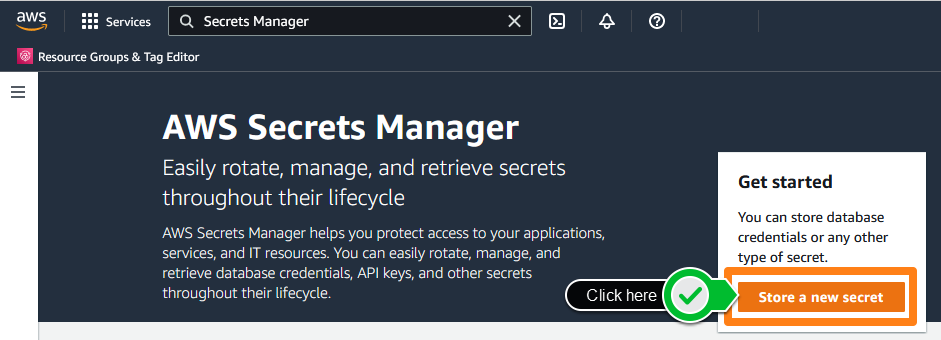 aws
Services
Secrets Manager
Resource Groups & Tag Editor
AWS Secrets Manager
Easily rotate, manage, and retrieve secrets
throughout their lifecycle
AWS Secrets Manager helps you protect access to your applications,
services, and IT resources. You can easily rotate, manage, and
retrieve database credentials, API keys, and other secrets
throughout their lifecycle.
Get started
You can store database
credentials or any other
type of secret.
Click here
Store a new secret